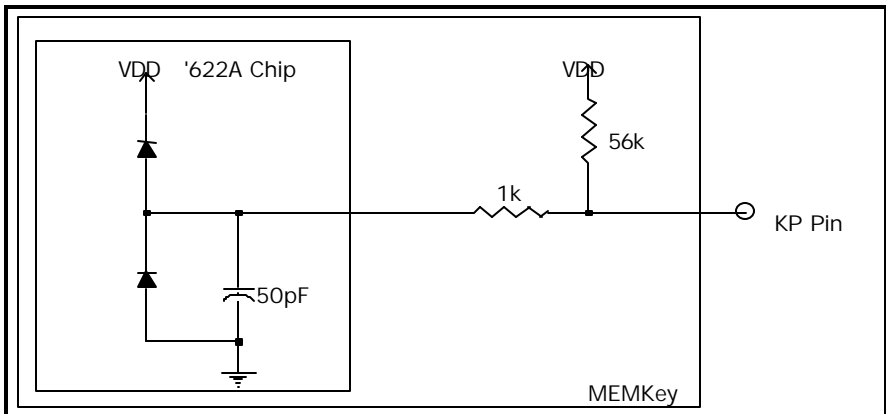 VDD '622A Chip
VDD
56k
1k
KP Pin
50pF
MEMKey